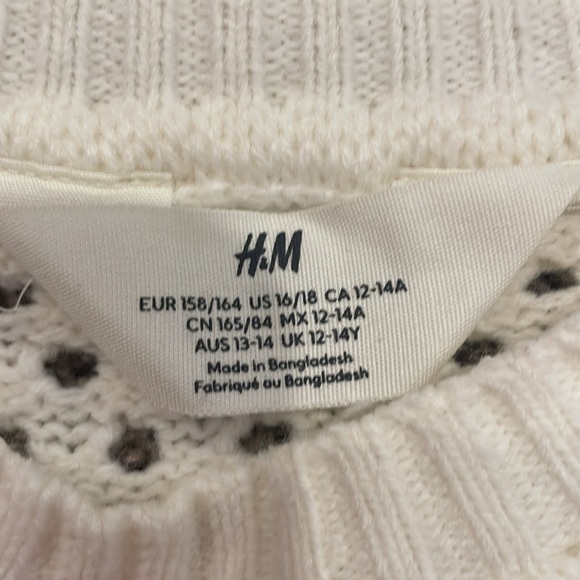 H&M
EUR 158/164 US 16/18 CA 12-14A
CN 165/84 MX 12-14A
AUS 13-14 UK 12-14Y
Made in Bangladesh
Fabriqué au Bangladesh